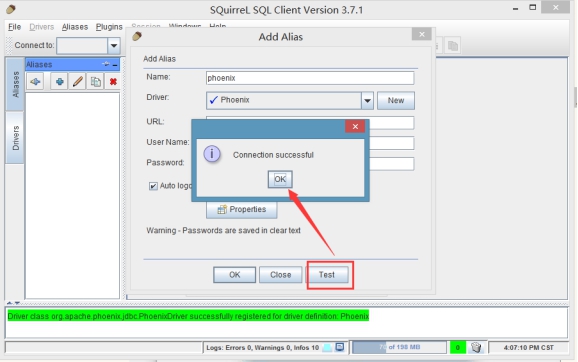 SQuirreL SQL Client Version 3.7.1
File Drivers Aliases Plugins Session Windows Help
Connect to:
Add Alias
Aliases
Aliases
Drivers
Add Alias
Name: phoenix
Driver: Phoenix New
URL:
User Name:
Password:
Connection successful
OK
Auto logo
Properties
Warning - Passwords are saved in clear text
OK Close Test
Driver class org.apache.phoenix.jdbc.PhoenixDriver successfully registered for driver definition: Phoenix
Logs: Errors 0, Warnings 0, Infos 10 of 198 MB 0 4:07:10 PM CST